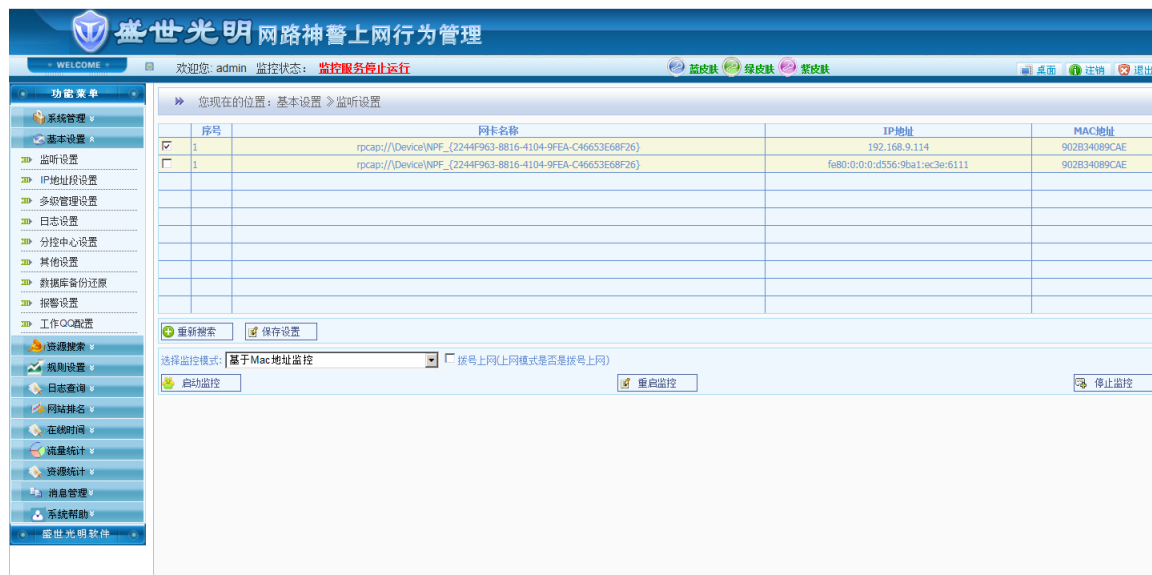 盛世光明 网路神警上网行为管理
WELCOME 欢迎您: admin 监控状态： 监控服务停止运行 蓝皮肤 绿皮肤 紫皮肤 桌面 注销 退出
功能菜单
系统管理
基本设置
监听设置
IP地址段设置
多级管理设置
日志设置
分控中心设置
其他设置
数据库备份还原
报警设置
工作QQ配置
资源搜索
规则设置
日志查询
网站排名
在线时间
流量统计
资源统计
消息管理
系统帮助
盛世光明软件
您现在的位置：基本设置 》监听设置
序号 网卡名称 IP地址 MAC地址
1 rpcap://\Device\NPF_{2244F963-8816-4104-9FEA-C46653E68F26} 192.168.9.114 902B34089CAE
1 rpcap://\Device\NPF_{2244F963-8816-4104-9FEA-C46653E68F26} fe80:0:0:0:d556:9ba1:ec3e:6111 902B34089CAE
重新搜索 保存设置
选择监控模式: 基于Mac地址监控 拨号上网(上网模式是否是拨号上网)
启动监控 重启监控 停止监控